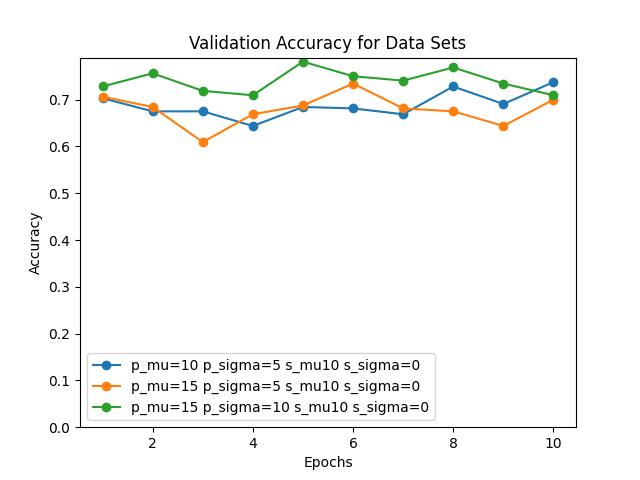 Validation Accuracy for Data Sets
Accuracy
0.7
0.6
0.5
0.4
0.3
0.2
0.1
0.0
p_mu=10 p_sigma=5 s_mu10 s_sigma=0
p_mu=15 p_sigma=5 s_mu10 s_sigma=0
p_mu=15 p_sigma=10 s_mu10 s_sigma=0
2 4 6 8 10
Epochs